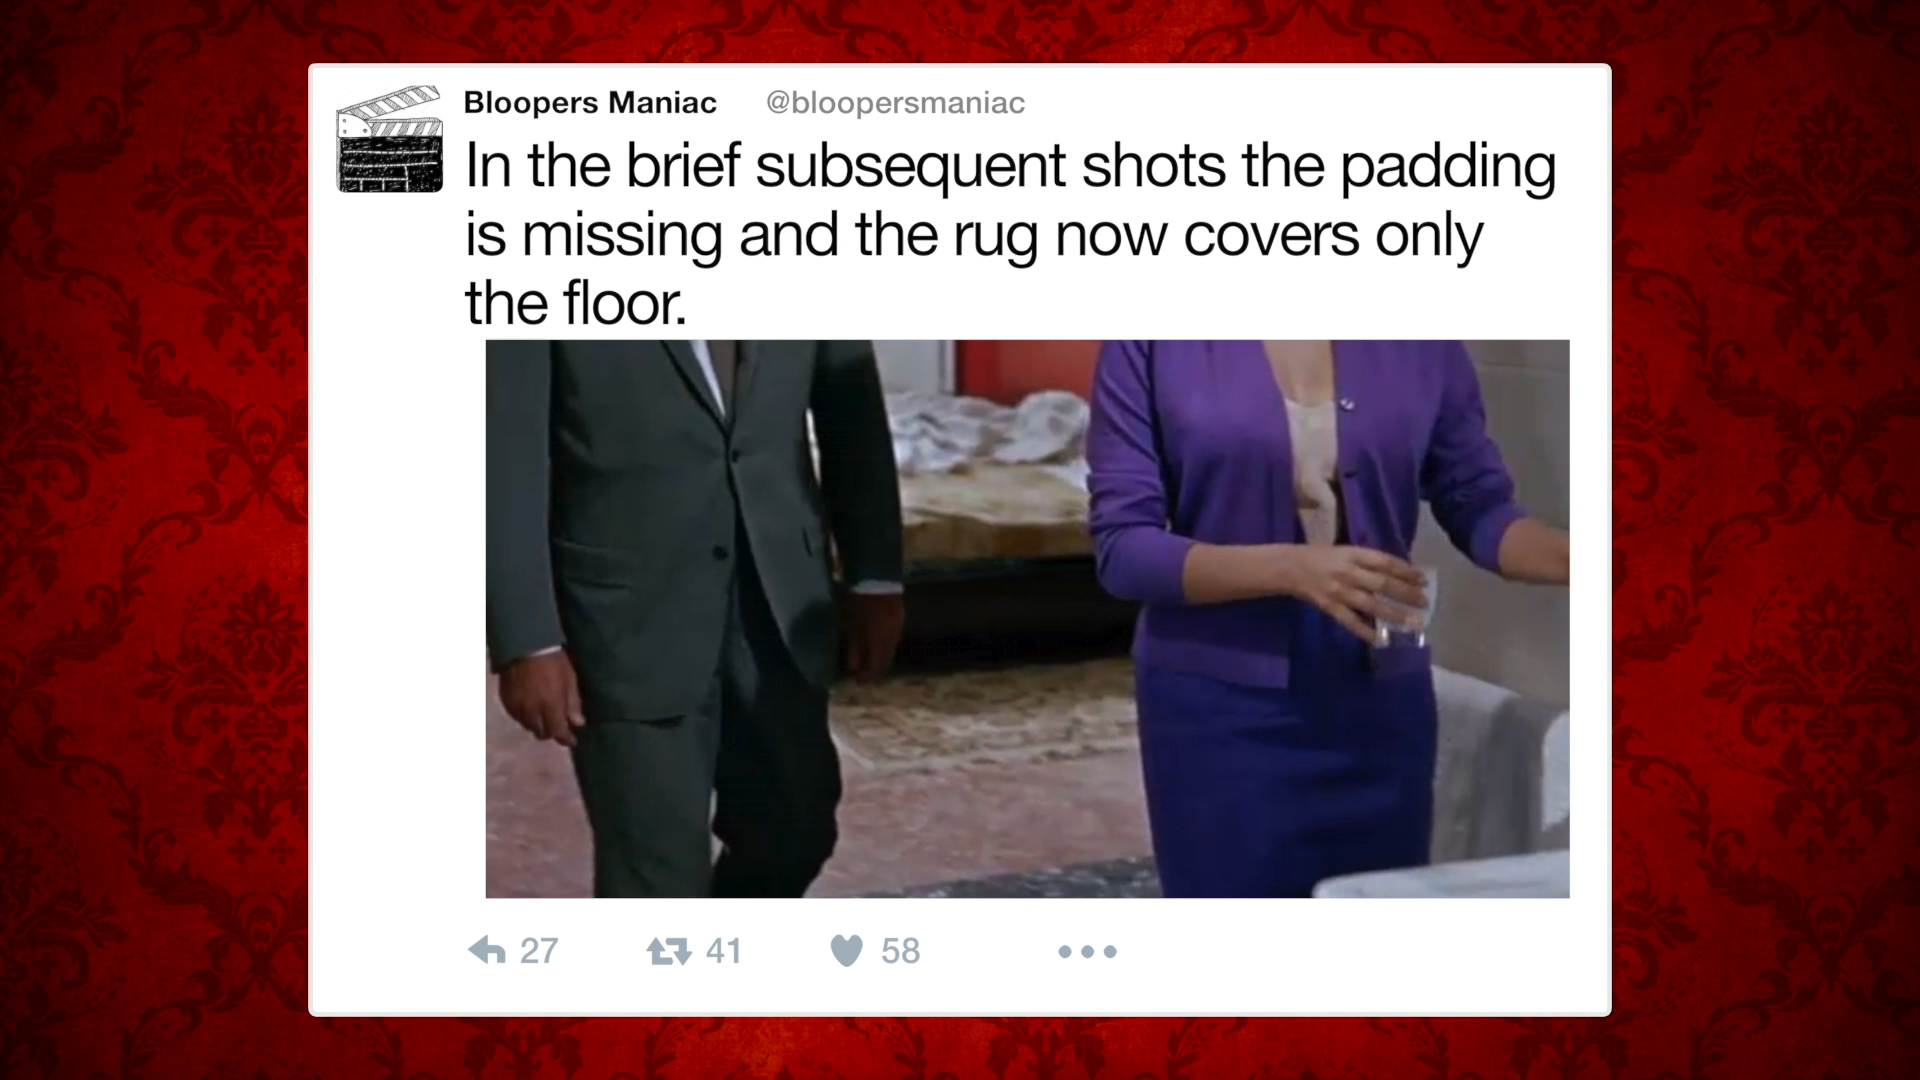 Bloopers Maniac @bloopersmaniac
In the brief subsequent shots the padding
is missing and the rug now covers only
the floor.
27 41 58